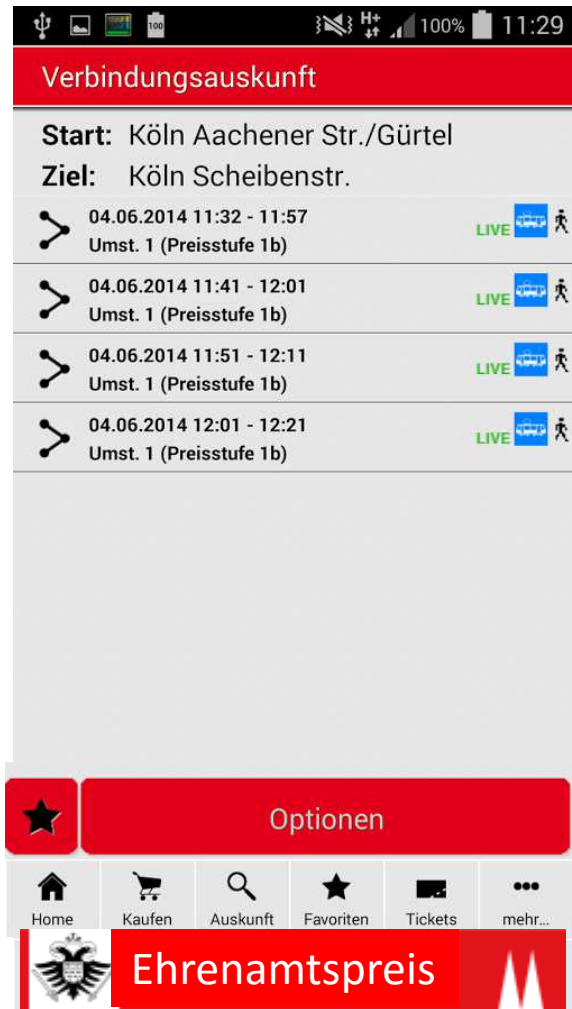 100 100% 11:29
H+
Verbindungsauskunft
Start: Köln Aachener Str./Gürtel
Ziel: Köln Scheibenstr.
04.06.2014 11:32 - 11:57
Umst. 1 (Preisstufe 1b)
LIVE
04.06.2014 11:41 - 12:01
Umst. 1 (Preisstufe 1b)
LIVE
04.06.2014 11:51 - 12:11
Umst. 1 (Preisstufe 1b)
LIVE
04.06.2014 12:01 - 12:21
Umst. 1 (Preisstufe 1b)
LIVE
Optionen
Home Kaufen Auskunft Favoriten Tickets mehr...
Ehrenamtspreis